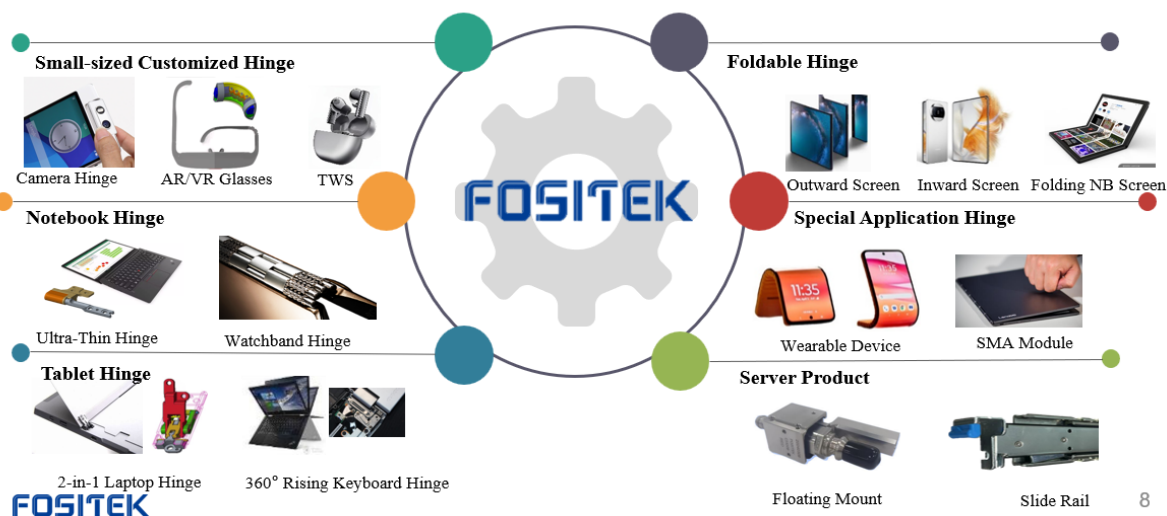 Small-sized Customized Hinge
Camera Hinge
AR/VR Glasses
TWS
Notebook Hinge
Ultra-Thin Hinge
Watchband Hinge
Tablet Hinge
2-in-1 Laptop Hinge
360° Rising Keyboard Hinge
FOSITEK
Foldable Hinge
Outward Screen
Inward Screen
Folding NB Screen
Special Application Hinge
11:35
11:35
Wearable Device
SMA Module
Server Product
Floating Mount
Slide Rail
FOSITEK
8